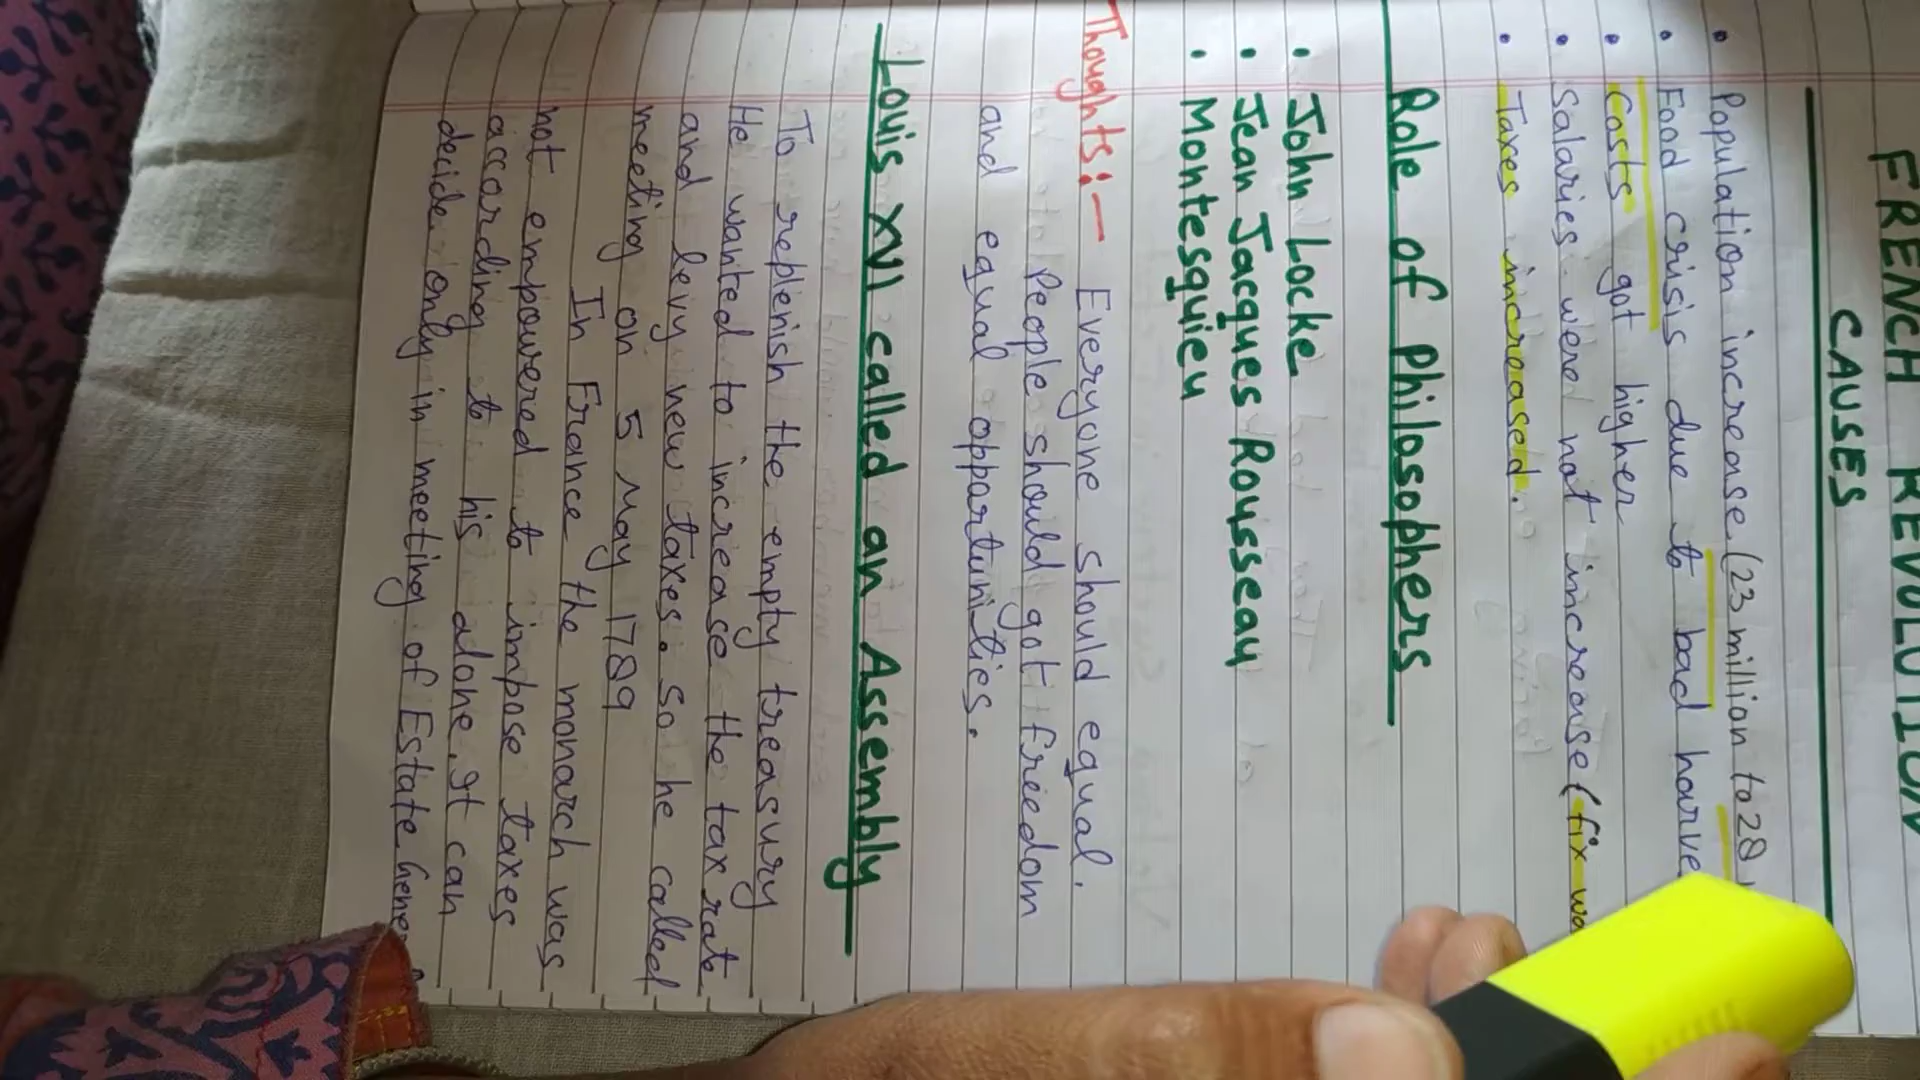 FRENCH REVOLUTION
CAUSES
• Population increase (23 million to 28
• Food crisis due to bad harve
• Costs got higher
• Salaries were not increase (fix wa
• Taxes increased.
Role of Philosophers
• John Locke
• Jean Jacques Rousseau
• Montesquieu
Thoughts:— Everyone should equal.
People should got freedom
and equal opportunities.
Louis XVI called an Assembly
To replenish the empty treasury
He wanted to increase the tax rate
and levy new taxes. So he called
meeting on 5 May 1789
In France the monarch was
not empowered to impose taxes
according to his alone. It can
decide only in meeting of Estate Gene